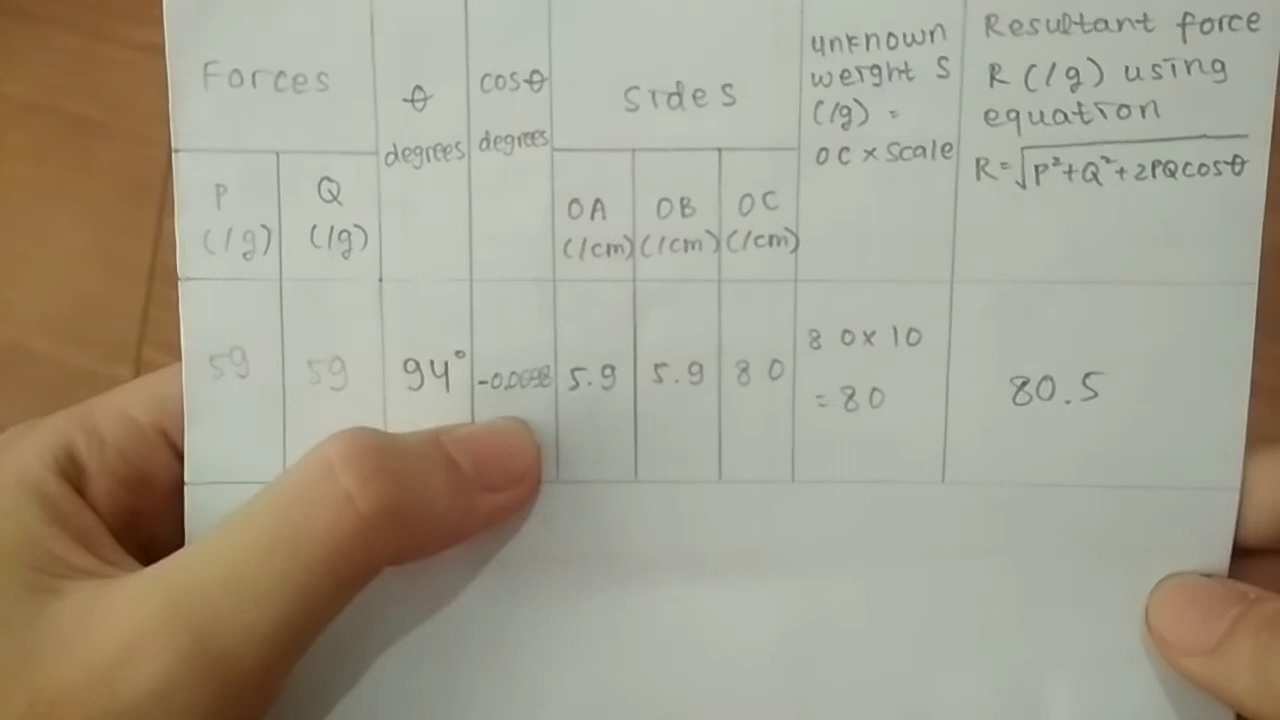 Forces
θ
degrees
cosθ
degrees
Sides
unknown
weight S
(/g) =
OC x scale
Resultant force
R (/g) using
equation
R=√P²+Q²+2PQcosθ
P
(/g)
Q
(/g)
OA
(/cm)
OB
(/cm)
OC
(/cm)
59
59
94°
5.9
5.9
8 0
8 0x 10
= 80
80.5